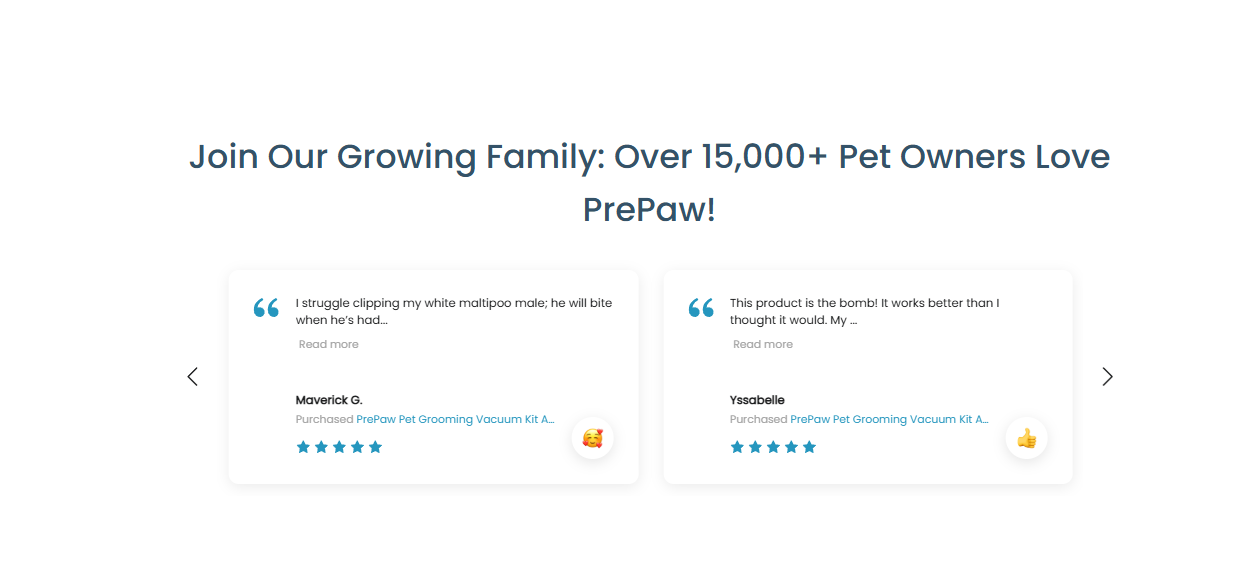 Join Our Growing Family: Over 15,000+ Pet Owners Love
PrePaw!
I struggle clipping my white maltipoo male; he will bite
when he's had...
Read more
Maverick G.
Purchased PrePaw Pet Grooming Vacuum Kit A...
This product is the bomb! It works better than I
thought it would. My ...
Read more
Yssabelle
Purchased PrePaw Pet Grooming Vacuum Kit A...